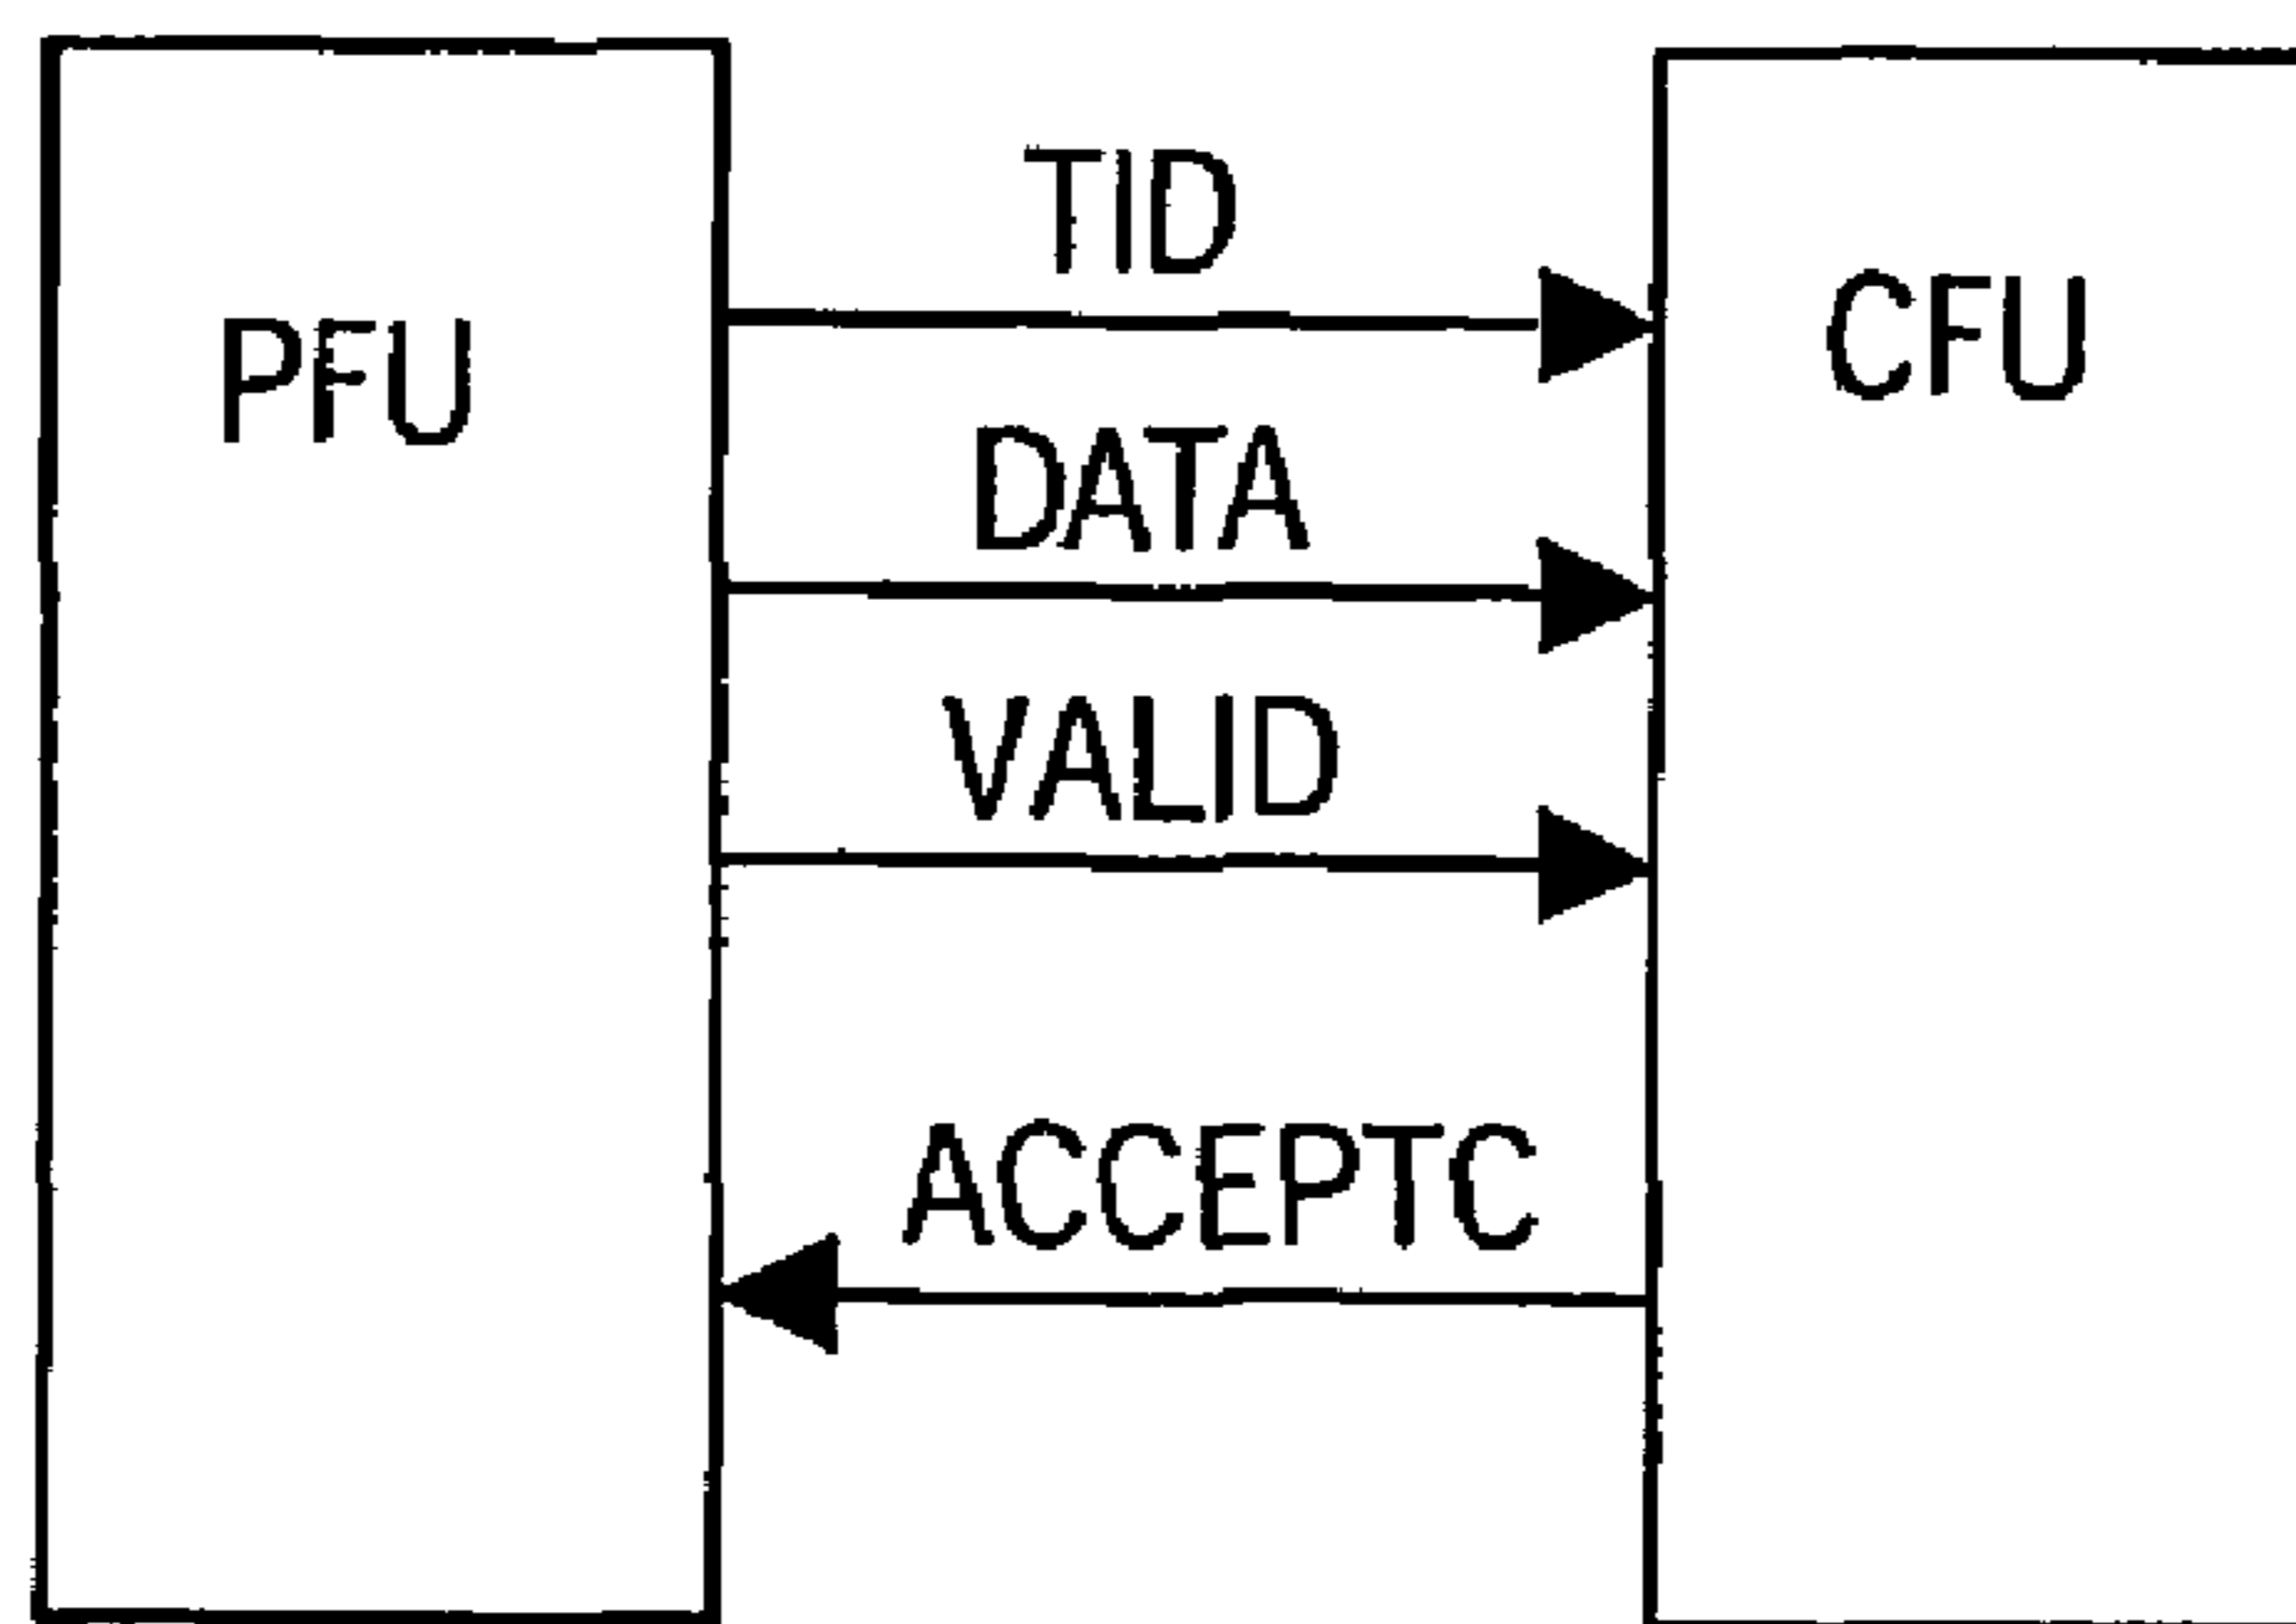 TID
PFU
CFU
DATA
VALID
ACCEPTC